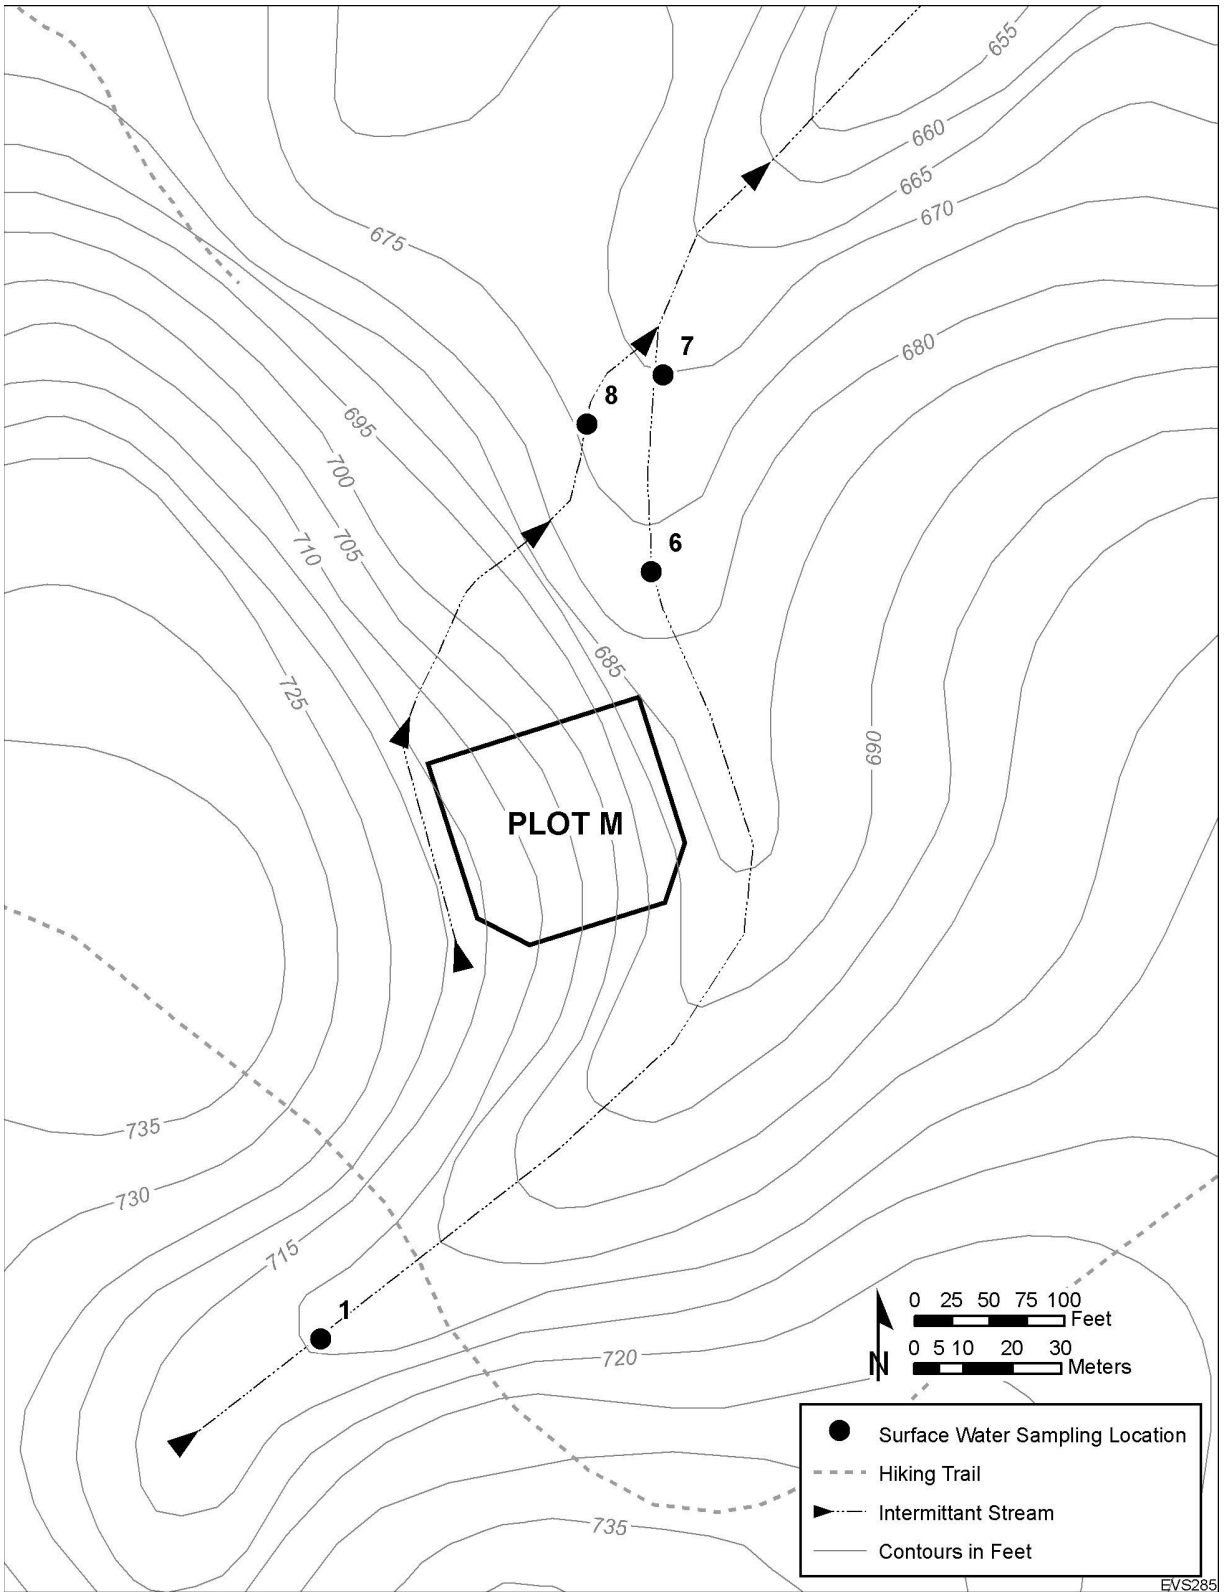 655
660
665
670
675
680
7
8
695
700
705
710
6
685
725
690
PLOT M
735
730
715
1
720
0 25 50 75 100
Feet
0 5 10 20 30
Meters
N
Surface Water Sampling Location
Hiking Trail
Intermittant Stream
Contours in Feet
735
EVS285